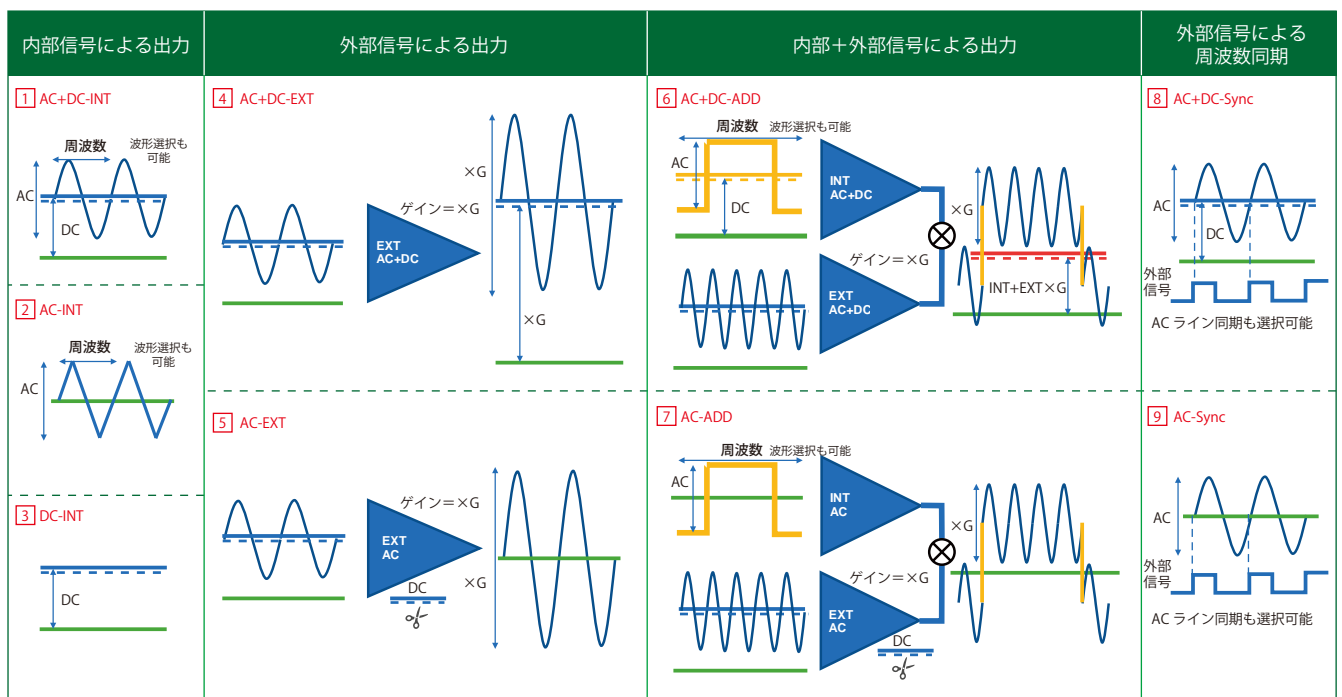 内部信号による出力
外部信号による出力
内部＋外部信号による出力
外部信号による
周波数同期
1 AC+DC-INT
周波数
波形選択も
可能
AC
DC
2 AC-INT
周波数
波形選択も
可能
AC
3 DC-INT
DC
4 AC+DC-EXT
ゲイン＝×G
EXT
AC+DC
×G
×G
5 AC-EXT
ゲイン＝×G
EXT
AC
DC
×G
6 AC+DC-ADD
周波数 波形選択も可能
AC
DC
INT
AC+DC
ゲイン＝×G
EXT
AC+DC
×G
INT+EXT×G
7 AC-ADD
周波数 波形選択も可能
AC
INT
AC
ゲイン＝×G
EXT
AC
DC
×G
8 AC+DC-Sync
AC
DC
外部
信号
AC ライン同期も選択可能
9 AC-Sync
AC
外部
信号
AC ライン同期も選択可能